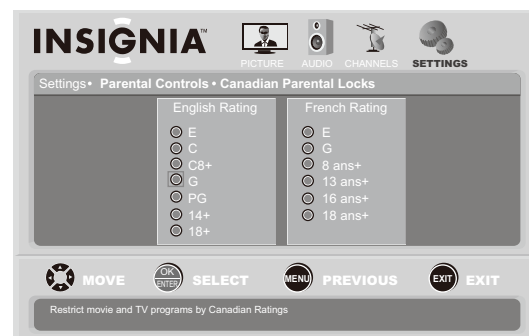 INSIGNIA™
PICTURE AUDIO CHANNELS SETTINGS
Settings• Parental Controls • Canadian Parental Locks
English Rating
E
C
C8+
G
PG
14+
18+
French Rating
E
G
8 ans+
13 ans+
16 ans+
18 ans+
MOVE OK ENTER SELECT MENU PREVIOUS EXIT EXIT
Restrict movie and TV programs by Canadian Ratings